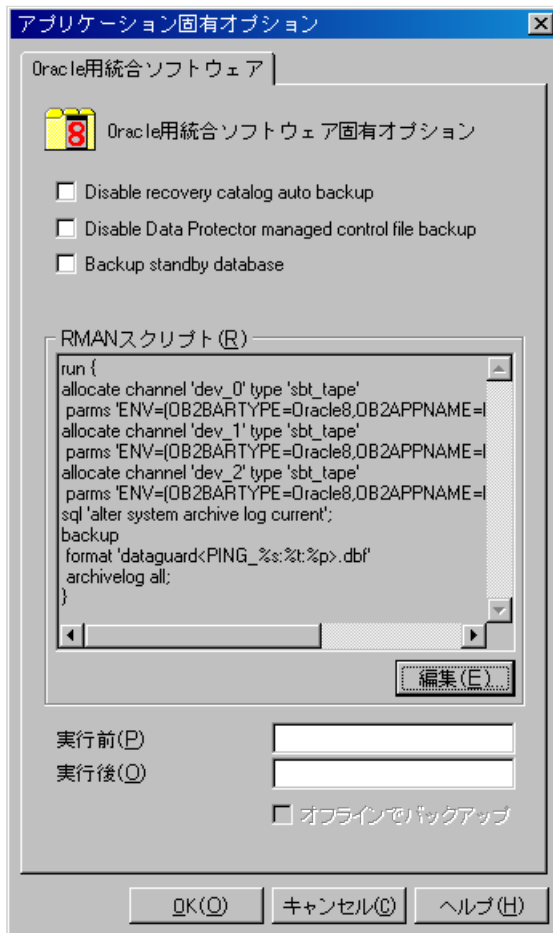 アプリケーション固有オプション
Oracle用統合ソフトウェア
8 Oracle用統合ソフトウェア固有オプション
Disable recovery catalog auto backup
Disable Data Protector managed control file backup
Backup standby database
RMANスクリプト(R)
run {
allocate channel 'dev_0' type 'sbt_tape'
parms 'ENV=(OB2BARTYPE=Oracle8,OB2APPNAME=
allocate channel 'dev_1' type 'sbt_tape'
parms 'ENV=(OB2BARTYPE=Oracle8,OB2APPNAME=
allocate channel 'dev_2' type 'sbt_tape'
parms 'ENV=(OB2BARTYPE=Oracle8,OB2APPNAME=
sql 'alter system archive log current';
backup
format 'dataguard<PING_%s:%t:%p>.dbf'
archivelog all;
}
編集(E)...
実行前(P)
実行後(O)
オフラインでバックアップ
OK(O) キャンセル(C) ヘルプ(H)